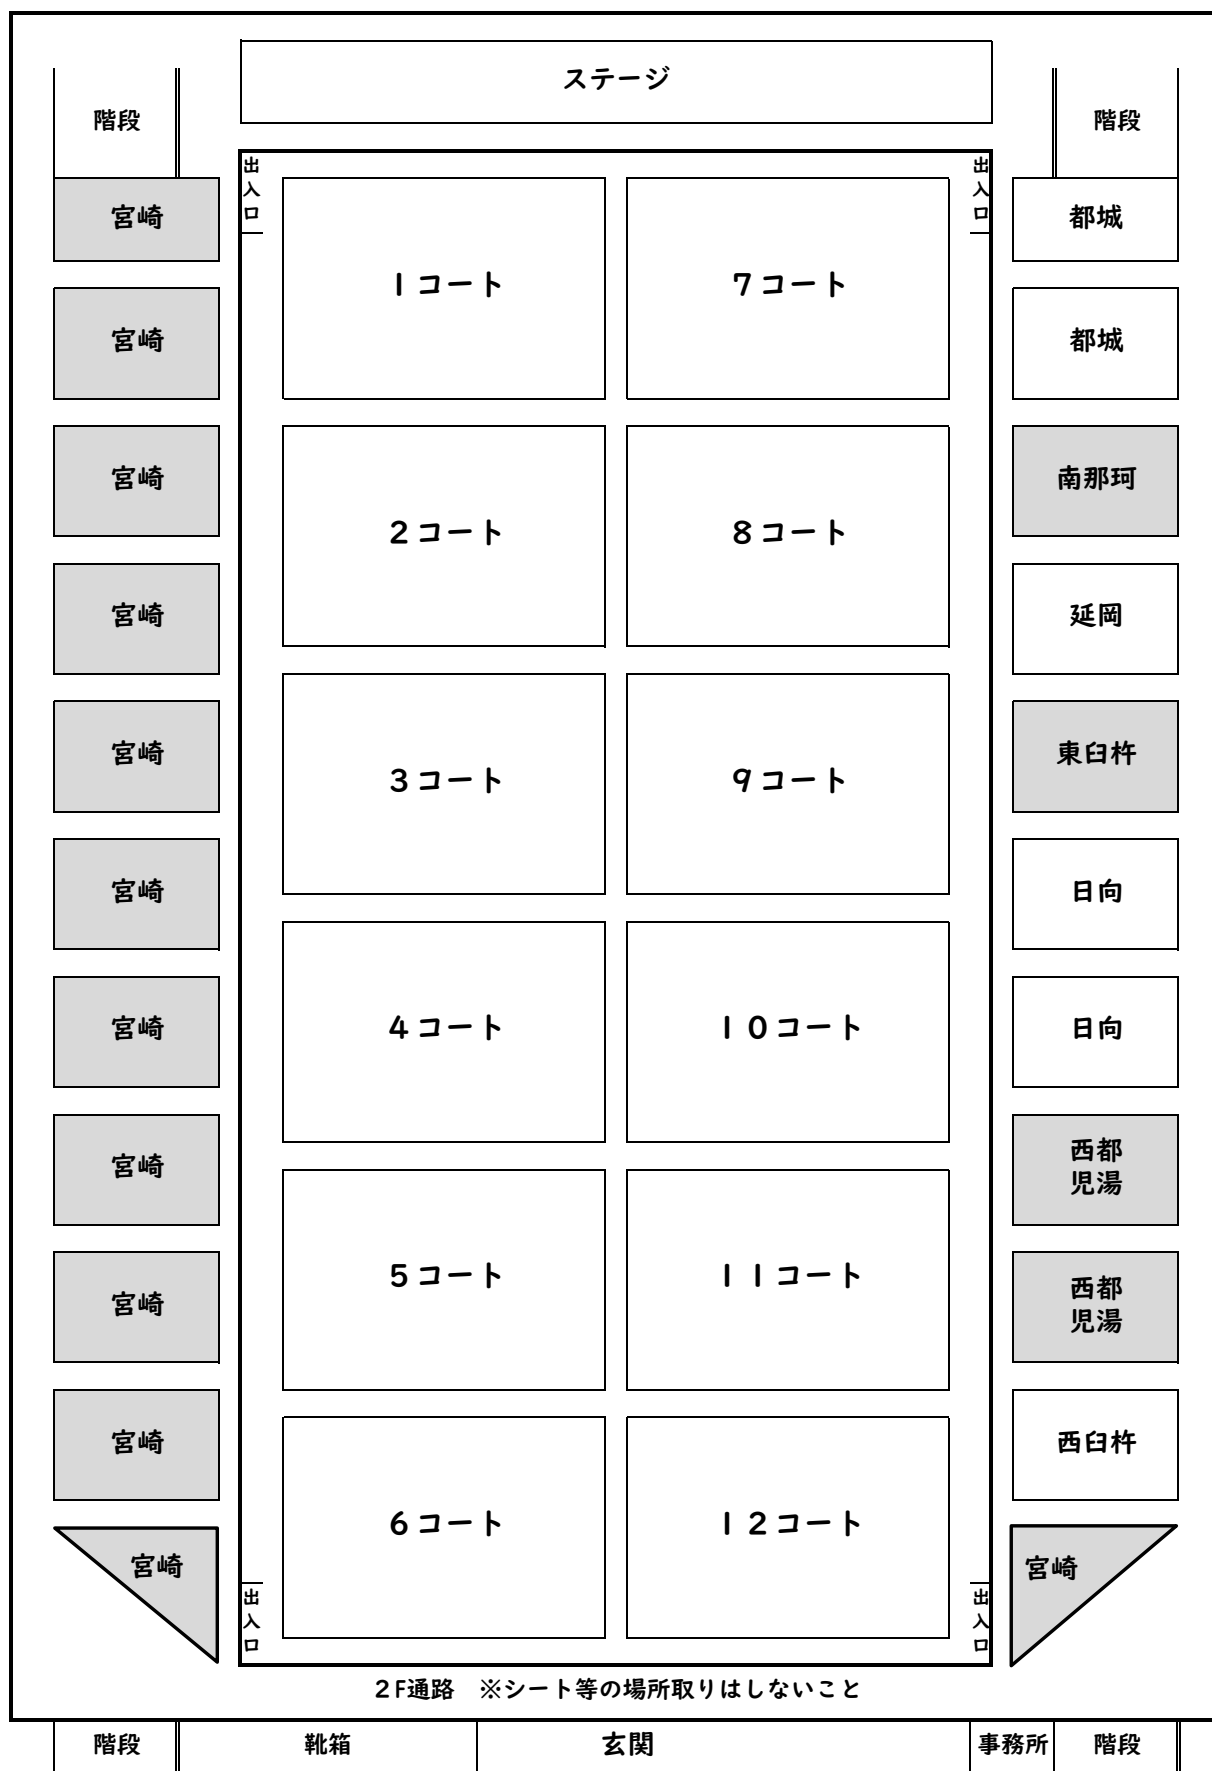 ステージ
階段
階段
出入口
出入口
宮崎
都城
1コート
7コート
宮崎
都城
宮崎
南那珂
2コート
8コート
宮崎
延岡
宮崎
東臼杵
3コート
9コート
宮崎
日向
宮崎
日向
4コート
10コート
宮崎
西都
児湯
5コート
11コート
宮崎
西都
児湯
宮崎
西臼杵
6コート
12コート
宮崎
宮崎
出入口
出入口
2F通路　※シート等の場所取りはしないこと
階段
靴箱
玄関
事務所
階段